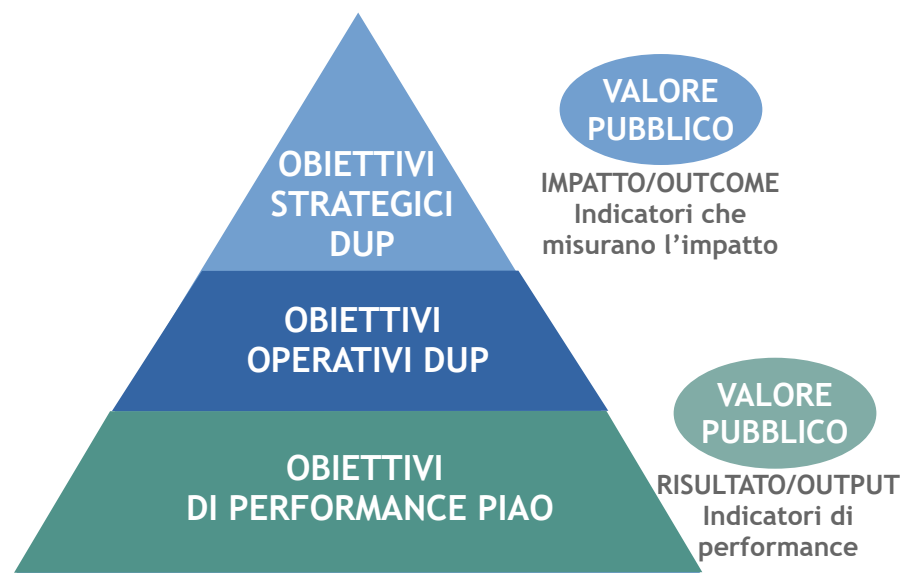 VALORE
PUBBLICO
IMPATTO/OUTCOME
Indicatori che
misurano l’impatto
OBIETTIVI
STRATEGICI
DUP
OBIETTIVI
OPERATIVI DUP
VALORE
PUBBLICO
RISULTATO/OUTPUT
Indicatori di
performance
OBIETTIVI
DI PERFORMANCE PIAO